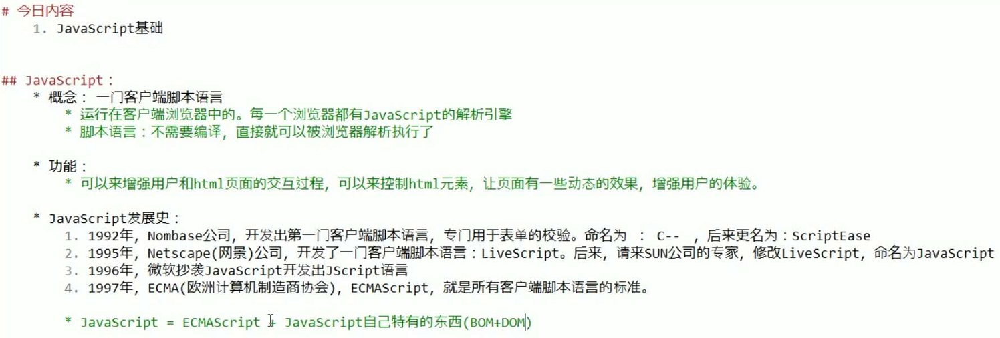 # 今日内容
1. JavaScript基础
## JavaScript：
* 概念： 一门客户端脚本语言
* 运行在客户端浏览器中的。每一个浏览器都有JavaScript的解析引擎
* 脚本语言：不需要编译，直接就可以被浏览器解析执行了
* 功能：
* 可以来增强用户和html页面的交互过程，可以来控制html元素，让页面有一些动态的效果，增强用户的体验。
* JavaScript发展史：
1. 1992年，Nombase公司，开发出第一门客户端脚本语言，专门用于表单的校验。命名为 ： C-- ，后来更名为：ScriptEase
2. 1995年，Netscape(网景)公司，开发了一门客户端脚本语言：LiveScript。后来，请来SUN公司的专家，修改LiveScript，命名为JavaScript
3. 1996年，微软抄袭JavaScript开发出JScript语言
4. 1997年，ECMA(欧洲计算机制造商协会)，ECMAScript，就是所有客户端脚本语言的标准。
* JavaScript = ECMAScript + JavaScript自己特有的东西(BOM+DOM)